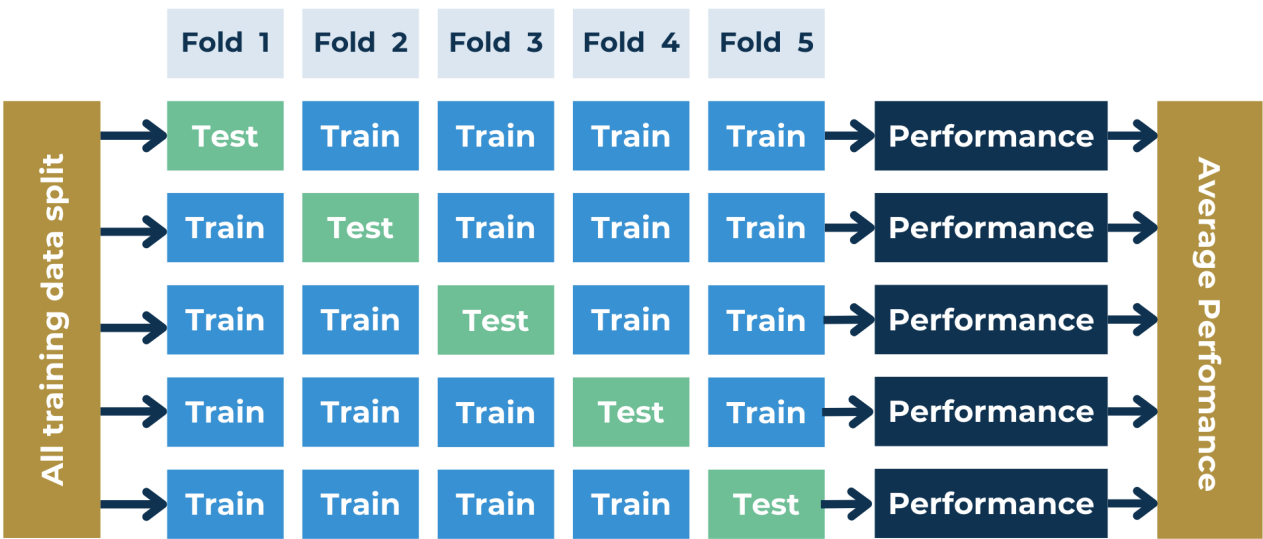 Fold 1 Fold 2 Fold 3 Fold 4 Fold 5
All training data split
Test Train Train Train Train Performance
Train Test Train Train Train Performance
Train Train Test Train Train Performance
Train Train Train Test Train Performance
Train Train Train Train Test Performance
Average Perfomance